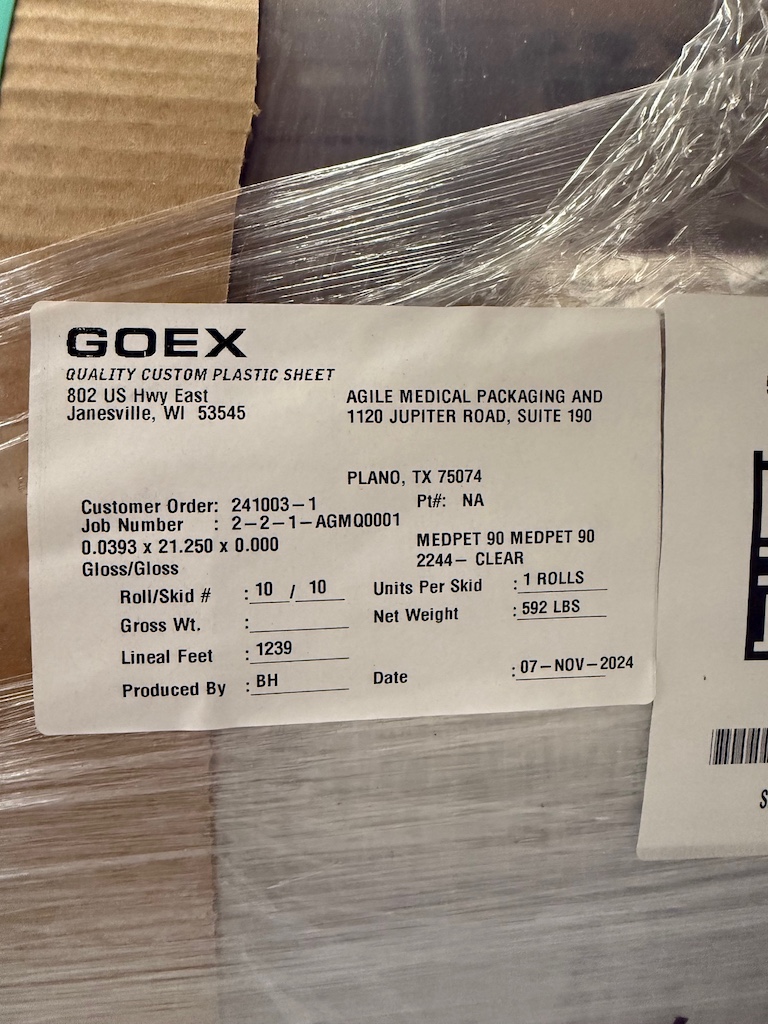 GOEX
QUALITY CUSTOM PLASTIC SHEET
802 US Hwy East
Janesville, WI 53545
AGILE MEDICAL PACKAGING AND
1120 JUPITER ROAD, SUITE 190
PLANO, TX 75074
Customer Order: 241003-1
Pt#: NA
Job Number : 2-2-1-AGMQ0001
0.0393 x 21.250 x 0.000
MEDPET 90 MEDPET 90
Gloss/Gloss
2244- CLEAR
Roll/Skid # : 10 / 10
Units Per Skid : 1 ROLLS
Gross Wt. :
Net Weight : 592 LBS
Lineal Feet : 1239
Produced By : BH
Date : 07-NOV-2024